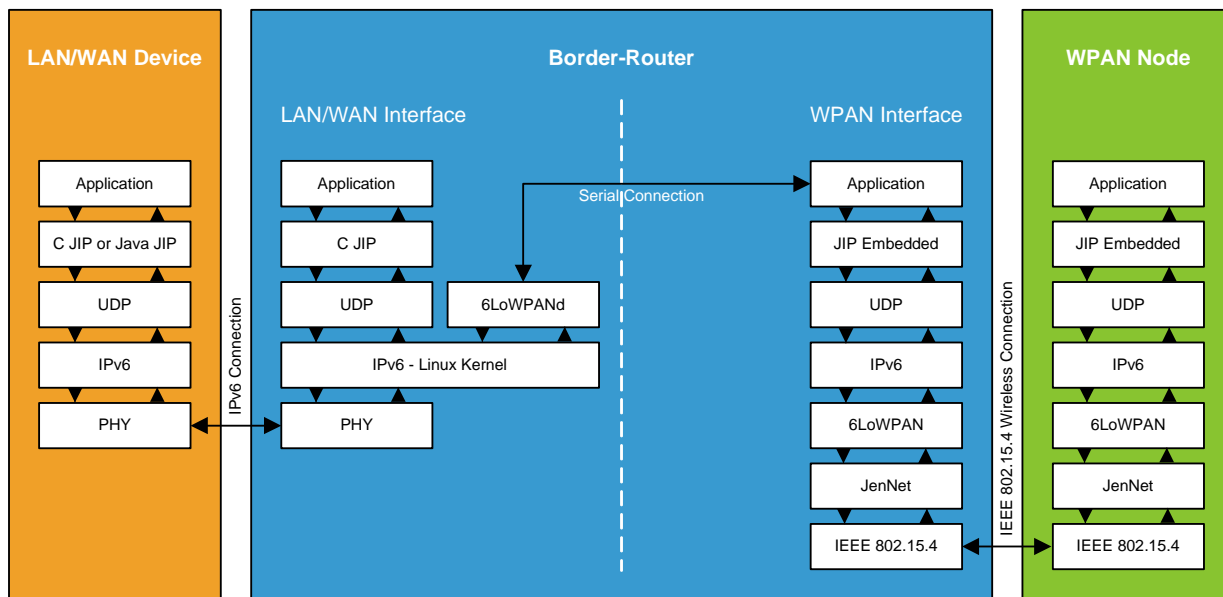 LAN/WAN Device
Application
C JIP or Java JIP
UDP
IPv6
PHY
IPv6 Connection
Border-Router
LAN/WAN Interface
Application
C JIP
UDP
6LoWPANd
IPv6 - Linux Kernel
PHY
Serial Connection
WPAN Interface
Application
JIP Embedded
UDP
IPv6
6LoWPAN
JenNet
IEEE 802.15.4
IEEE 802.15.4 Wireless Connection
WPAN Node
Application
JIP Embedded
UDP
IPv6
6LoWPAN
JenNet
IEEE 802.15.4